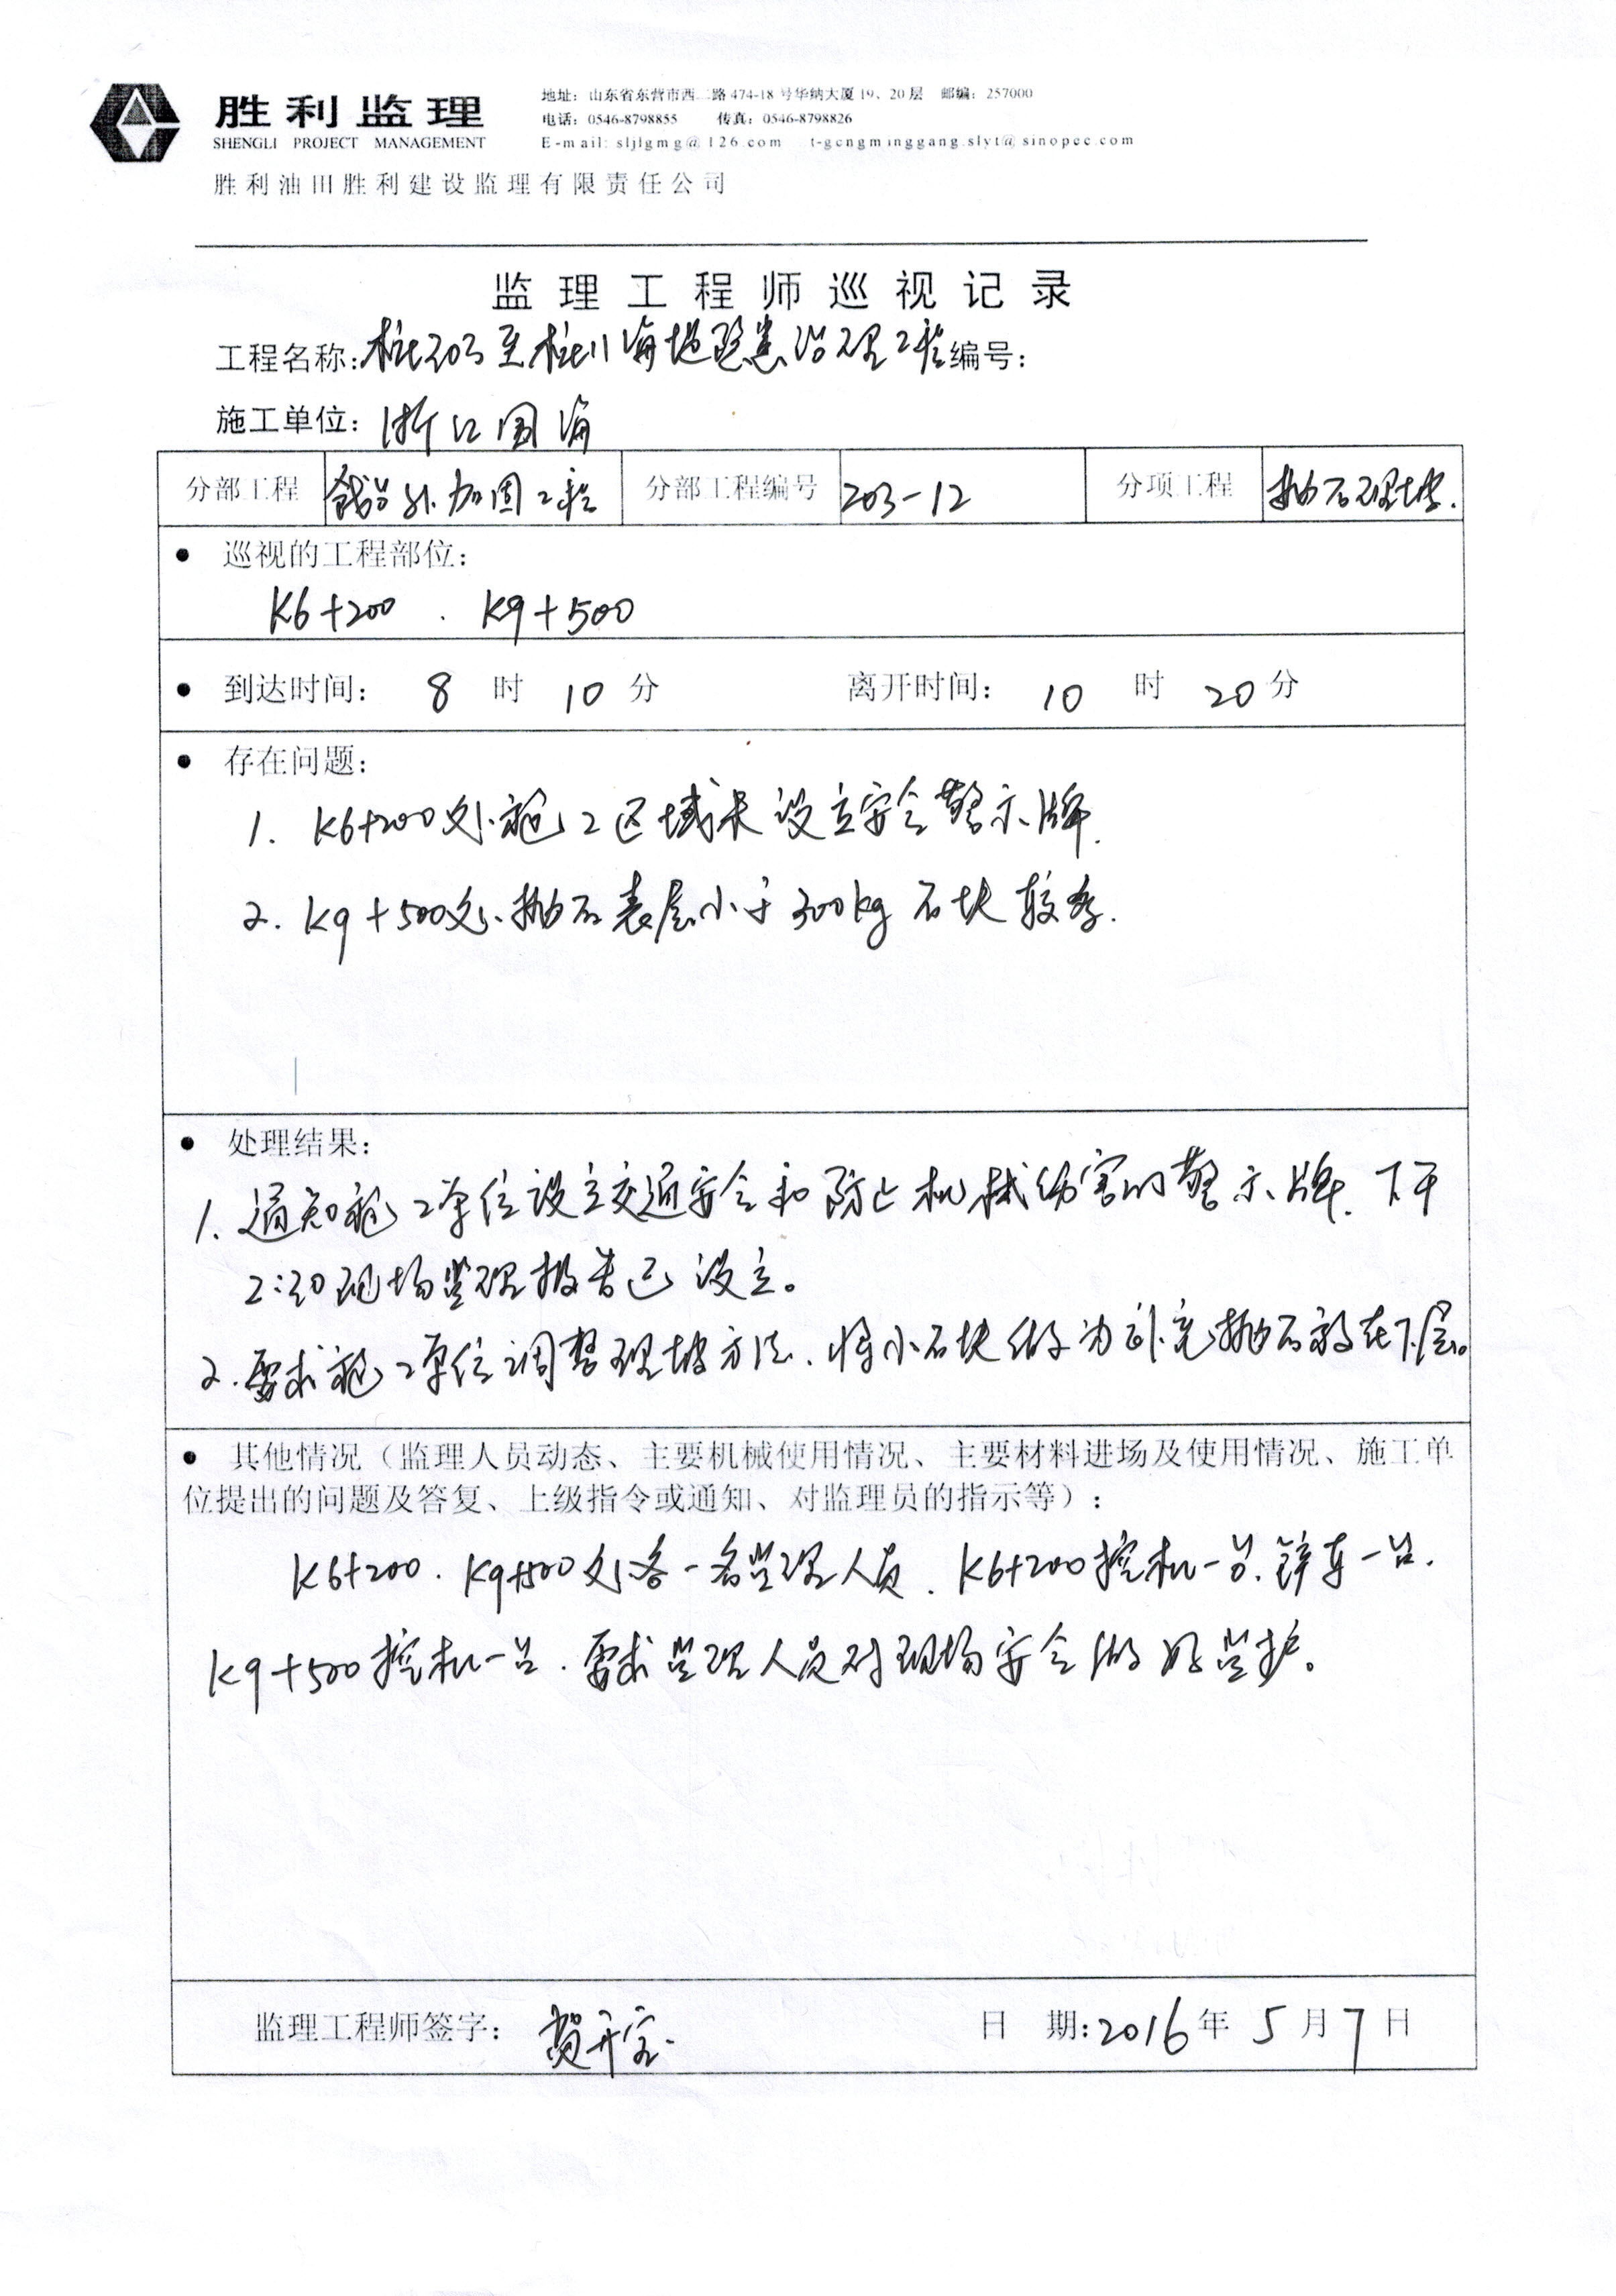 胜利监理
SHENGLI PROJECT MANAGEMENT
地址：山东省东营市西二路474-18号华纳大厦19、20层 邮编：257000
电话：0546-8798855 传真：0546-8798826
E-mail: sljlgmg@126.com t-gengminggang.slyt@sinopec.com
胜利油田胜利建设监理有限责任公司
监理工程师巡视记录
工程名称：桩203至桩11海堤隐患治理工程 编号：
施工单位：浙江围海
分部工程 加固工程 分部工程编号 203-12 分项工程 抛石理坡.
● 巡视的工程部位：
K6+200 . K9+500
● 到达时间： 8 时 10 分 离开时间： 10 时 20 分
● 存在问题：
1. K6+200处施工区域未设立安全警示牌.
2. K9+500处抛石表层小于300kg石块较多.
● 处理结果：
1. 通知施工单位设立交通安全和防止机械伤害的警示牌. 下午
2:30现场监理报告已设立。
2. 要求施工单位调整理坡方法. 将小石块做为补充抛石放在下层。
● 其他情况（监理人员动态、主要机械使用情况、主要材料进场及使用情况、施工单
位提出的问题及答复、上级指令或通知、对监理员的指示等）：
K6+200. K9+500处各一名监理人员. K6+200挖机一台. 铲车一台.
K9+500挖机一台. 要求监理人员对现场安全做好监护。
监理工程师签字： 贺开宝 日 期：2016年 5 月 7 日